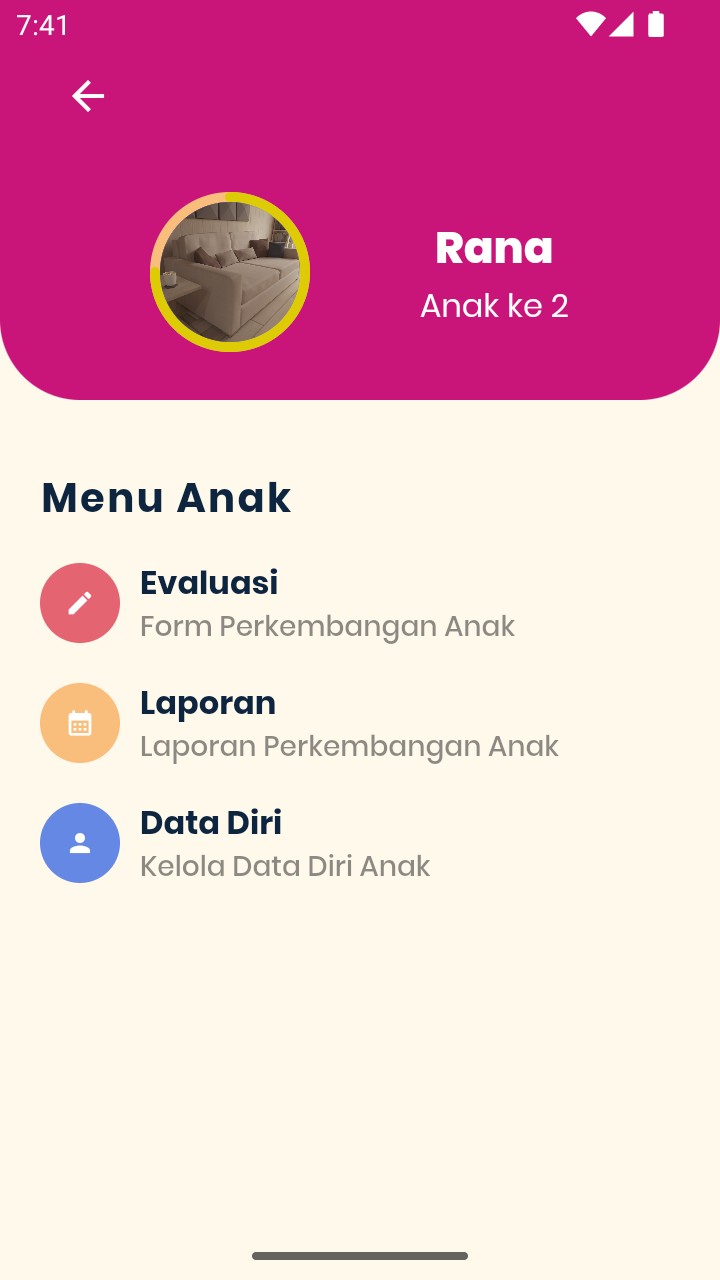 7:41
Rana
Anak ke 2
Menu Anak
Evaluasi
Form Perkembangan Anak
Laporan
Laporan Perkembangan Anak
Data Diri
Kelola Data Diri Anak